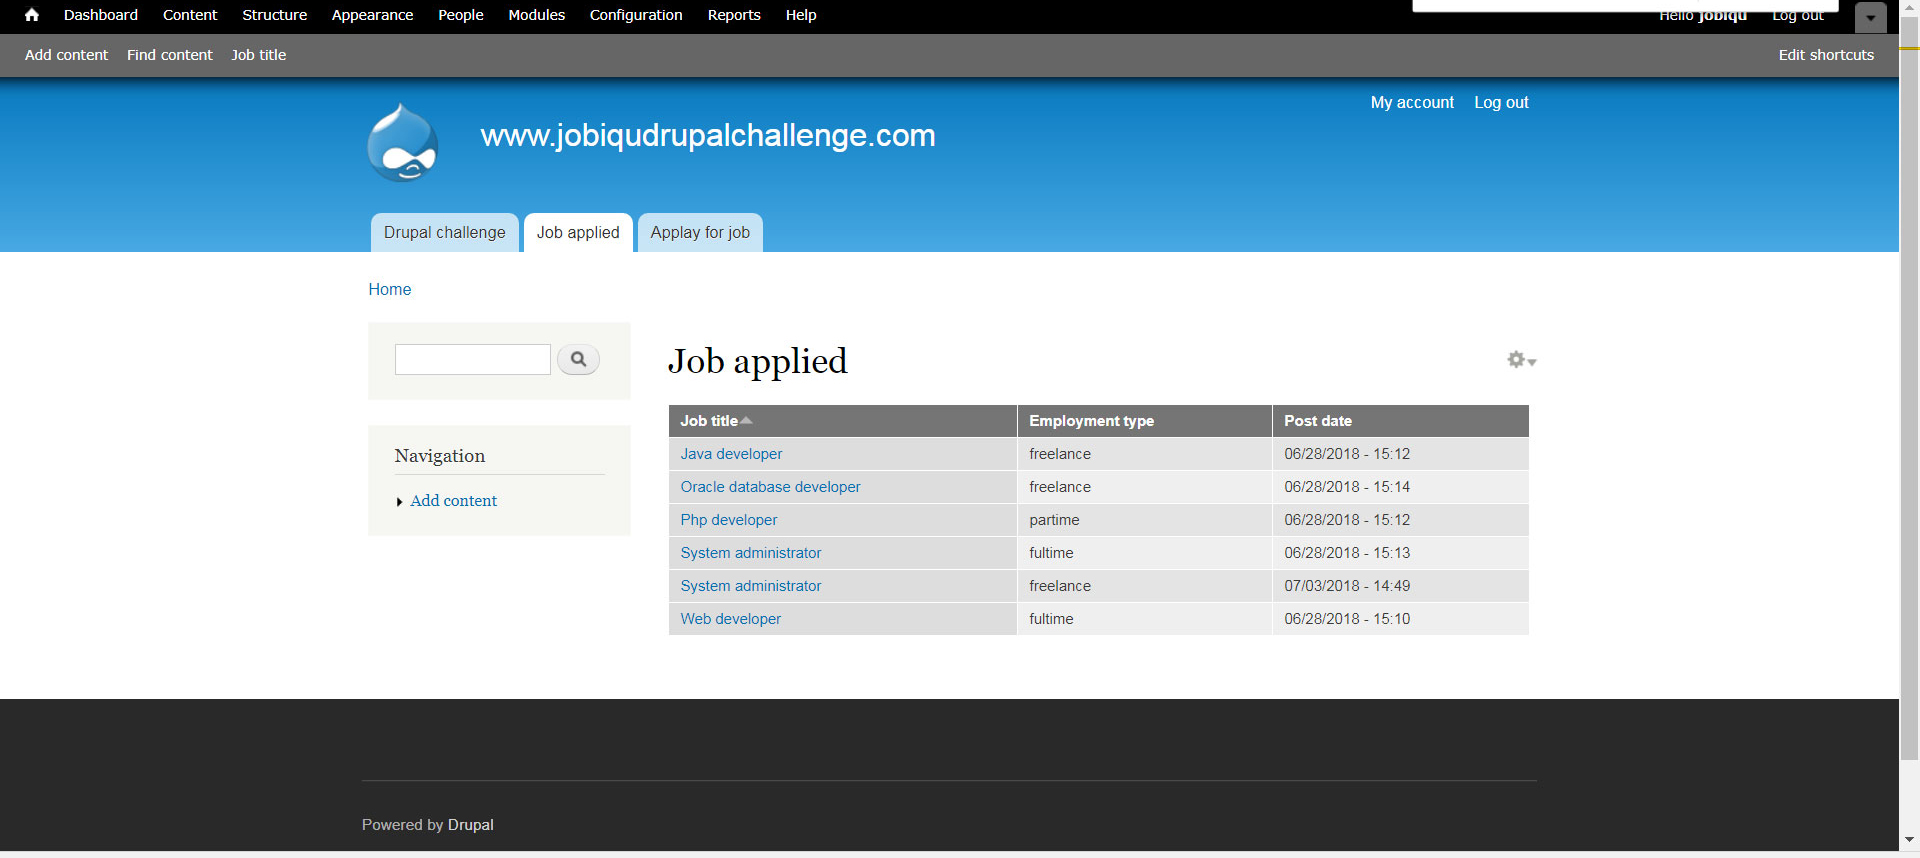 Dashboard Content Structure Appearance People Modules Configuration Reports Help Hello jobiqu Log out
Add content Find content Job title Edit shortcuts
My account Log out
www.jobiqudrupalchallenge.com
Drupal challenge Job applied Applay for job
Home
Job applied
Navigation
Add content
Job title Employment type Post date
Java developer freelance 06/28/2018 - 15:12
Oracle database developer freelance 06/28/2018 - 15:14
Php developer partime 06/28/2018 - 15:12
System administrator fultime 06/28/2018 - 15:13
System administrator freelance 07/03/2018 - 14:49
Web developer fultime 06/28/2018 - 15:10
Powered by Drupal